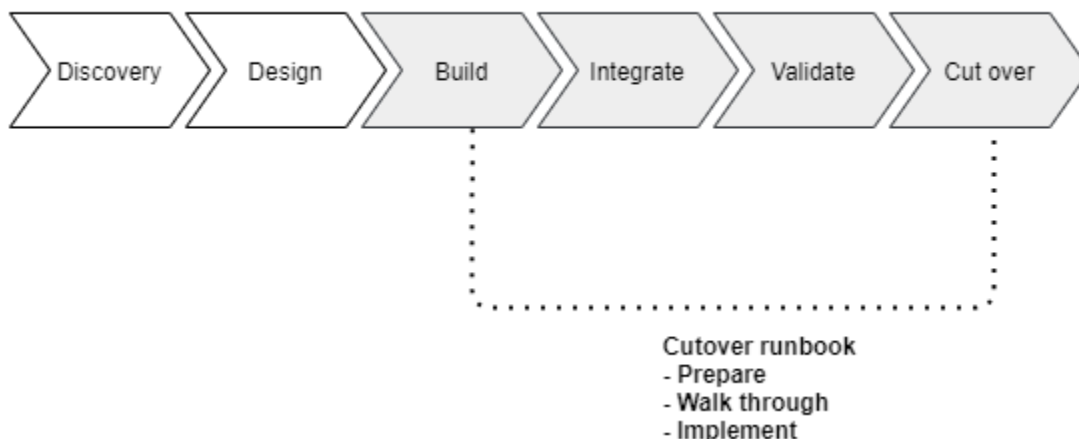 Discovery
Design
Build
Integrate
Validate
Cut over
Cutover runbook
- Prepare
- Walk through
- Implement